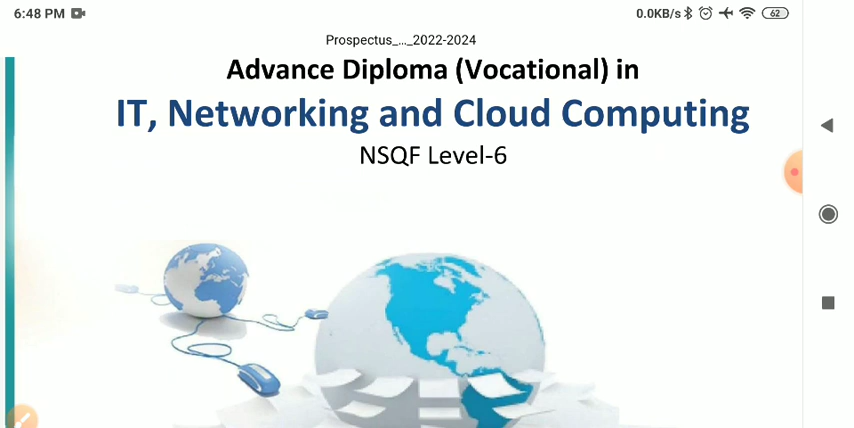 6:48 PM
0.0KB/s
62
Prospectus_..._2022-2024
Advance Diploma (Vocational) in
IT, Networking and Cloud Computing
NSQF Level-6